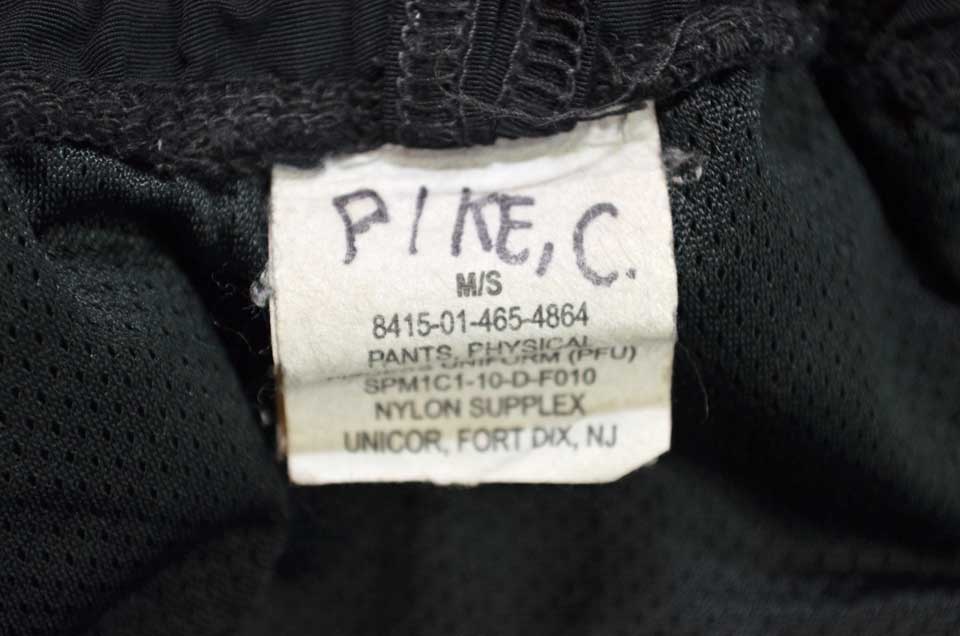 PIKE, C.
M/S
8415-01-465-4864
PANTS, PHYSICAL
UNIFORM (PFU)
SPM1C1-10-D-F010
NYLON SUPPLEX
UNICOR, FORT DIX, NJ